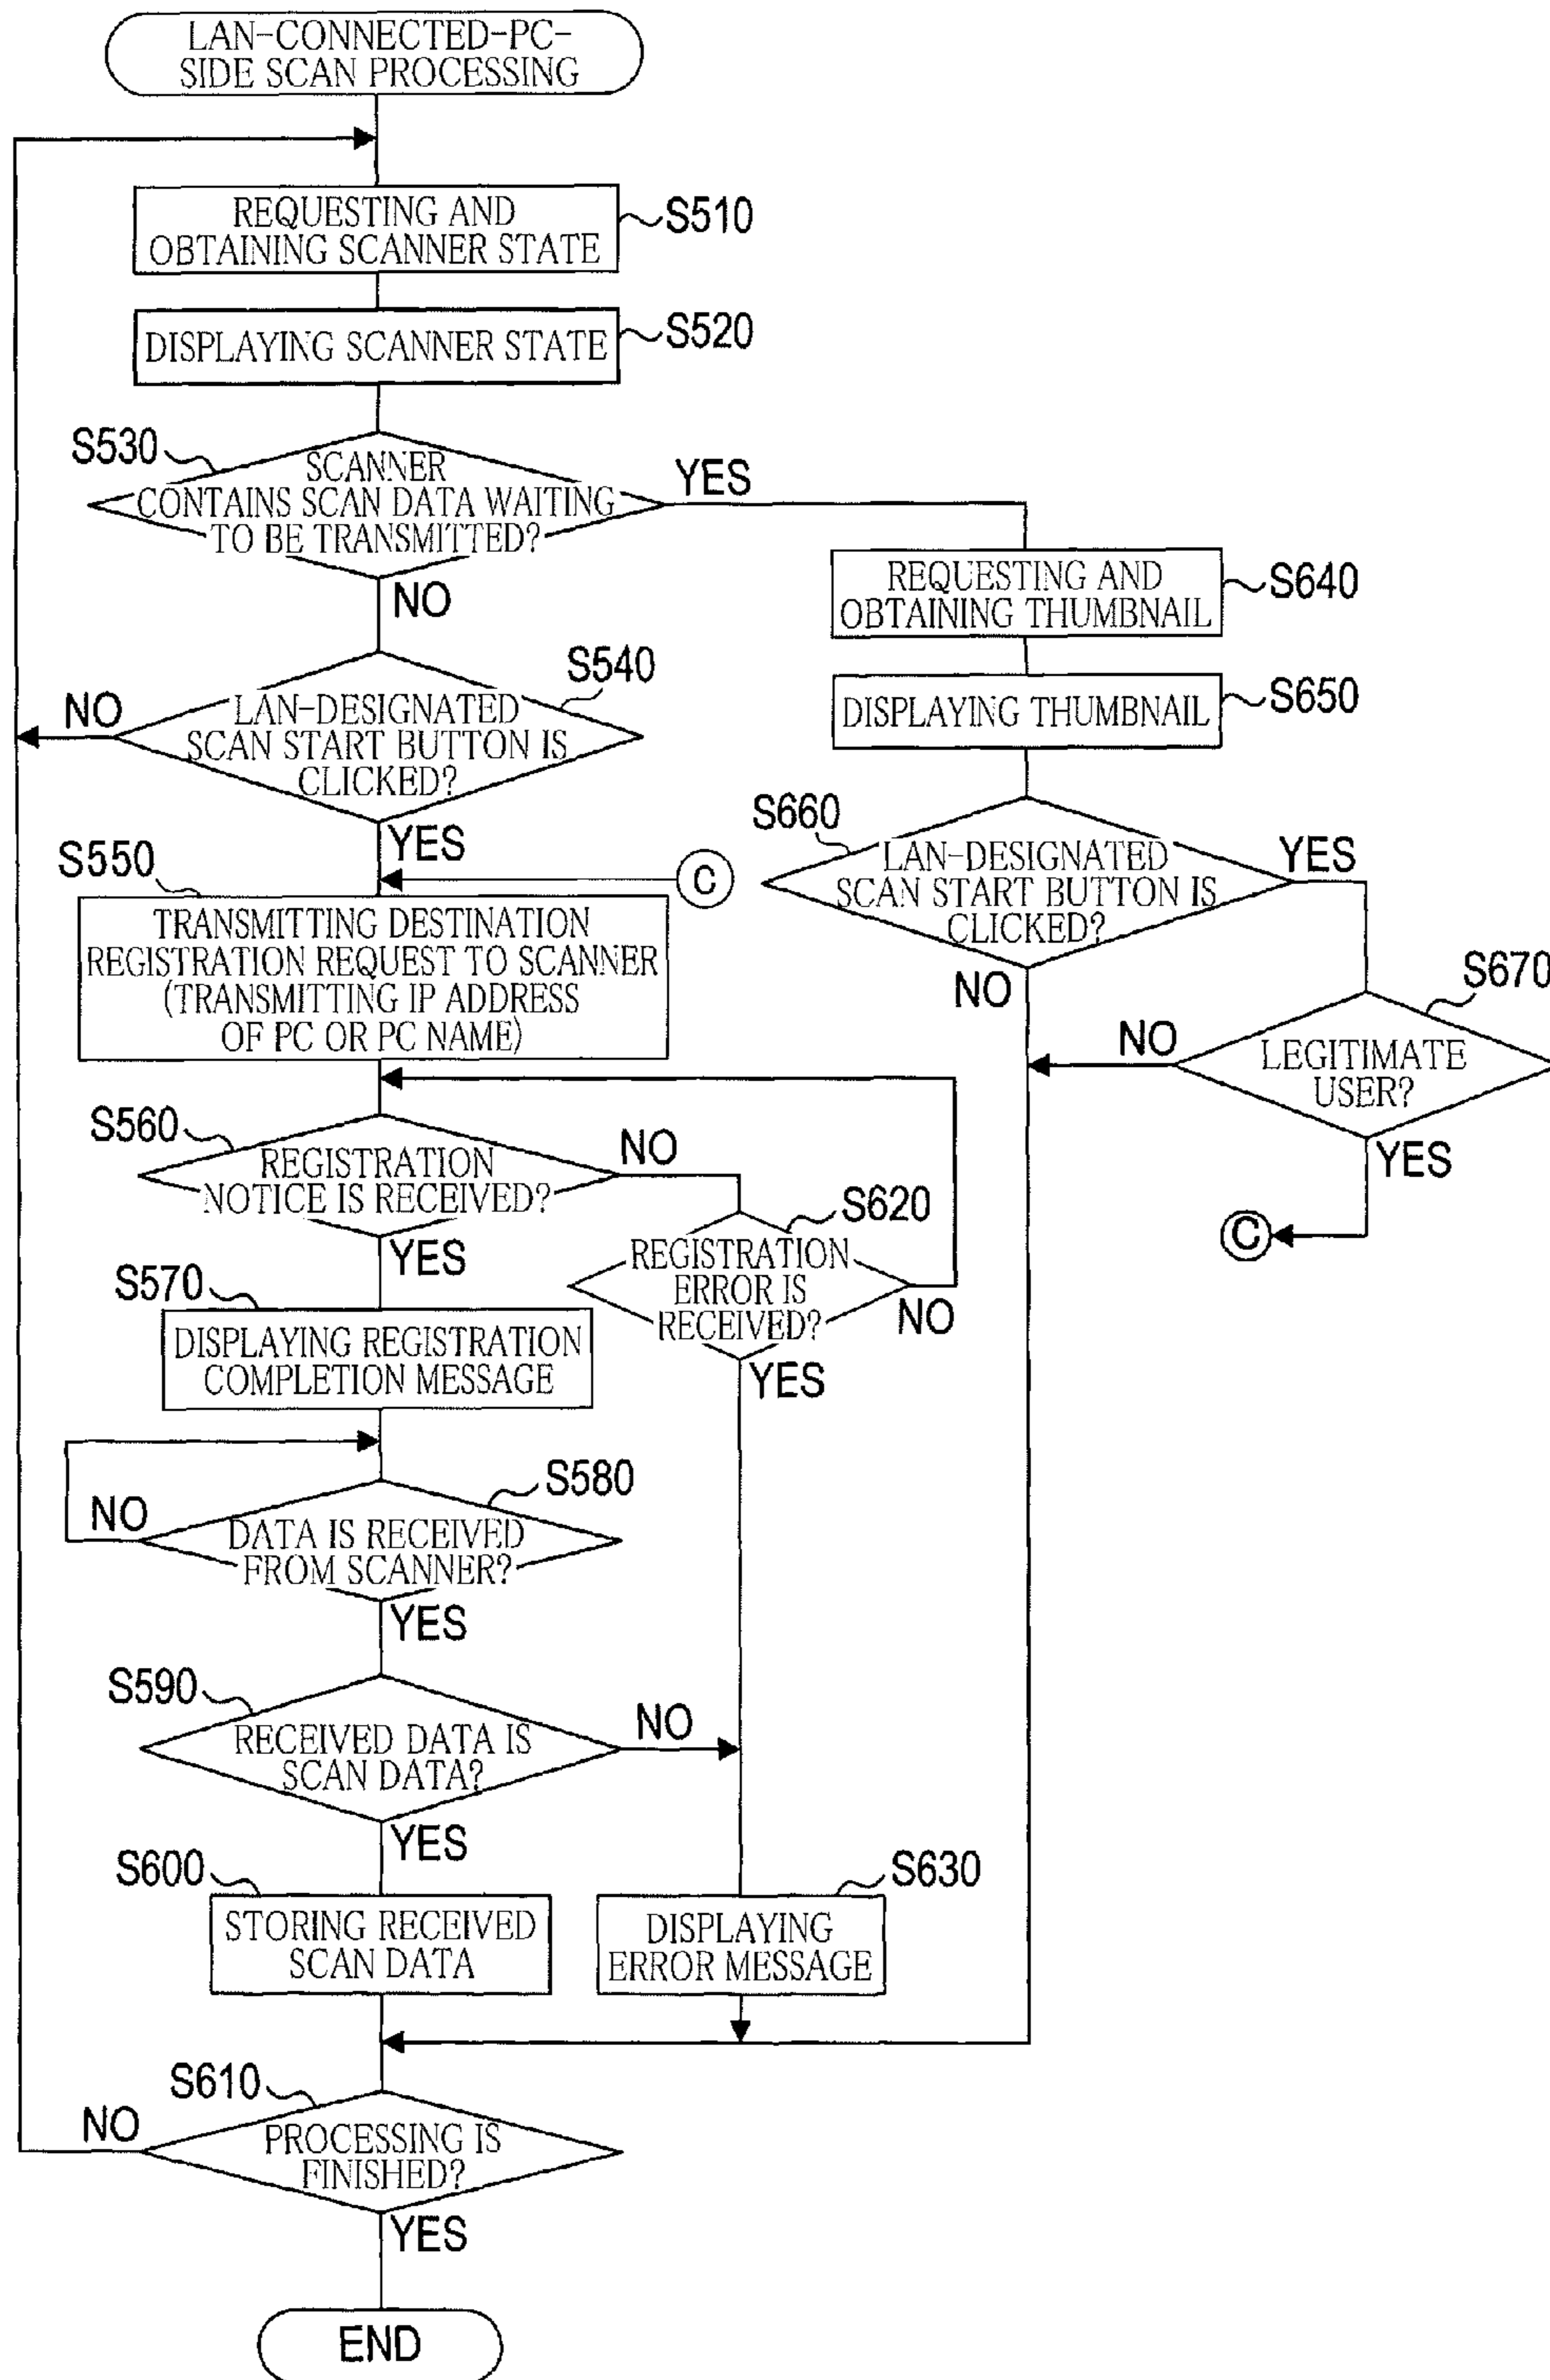 LAN-CONNECTED-PC-
SIDE SCAN PROCESSING
REQUESTING AND
OBTAINING SCANNER STATE
S510
DISPLAYING SCANNER STATE
S520
S530
SCANNER
CONTAINS SCAN DATA WAITING
TO BE TRANSMITTED?
YES
NO
REQUESTING AND
OBTAINING THUMBNAIL
S640
S540
LAN-DESIGNATED
SCAN START BUTTON IS
CLICKED?
NO
YES
DISPLAYING THUMBNAIL
S650
S660
LAN-DESIGNATED
SCAN START BUTTON IS
CLICKED?
YES
NO
S550
C
TRANSMITTING DESTINATION
REGISTRATION REQUEST TO SCANNER
(TRANSMITTING IP ADDRESS
OF PC OR PC NAME)
S670
LEGITIMATE
USER?
NO
YES
C
S560
REGISTRATION
NOTICE IS RECEIVED?
NO
YES
S620
REGISTRATION
ERROR IS
RECEIVED?
NO
YES
S570
DISPLAYING REGISTRATION
COMPLETION MESSAGE
S580
DATA IS RECEIVED
FROM SCANNER?
NO
YES
S590
RECEIVED DATA IS
SCAN DATA?
NO
YES
S600
STORING RECEIVED
SCAN DATA
S630
DISPLAYING
ERROR MESSAGE
S610
PROCESSING IS
FINISHED?
NO
YES
END